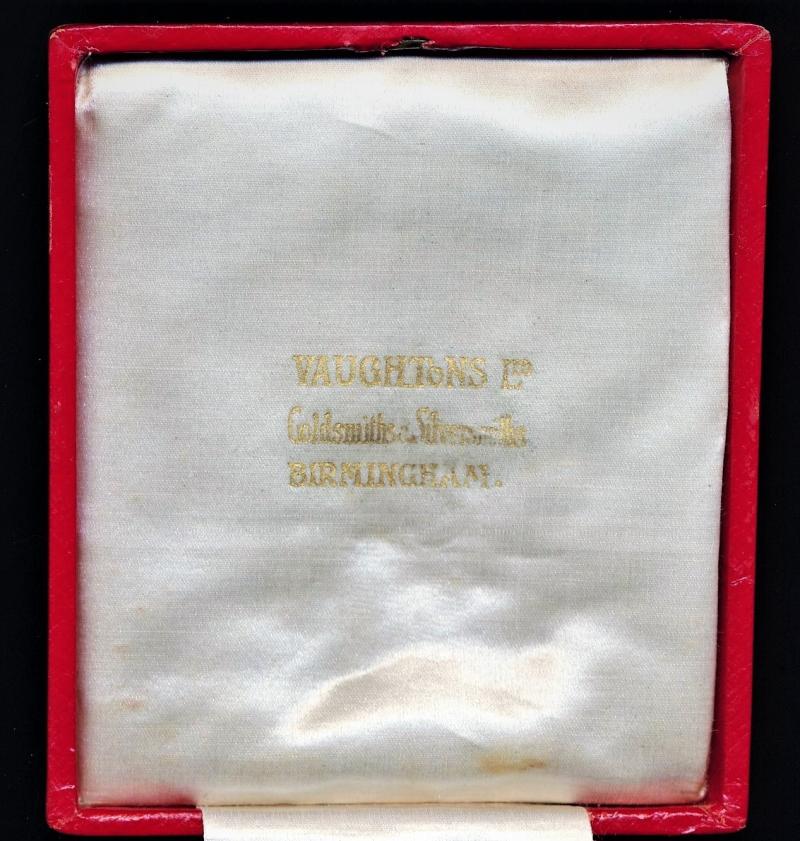 VAUGHTONS LTD
Goldsmiths & Silversmiths
BIRMINGHAM.